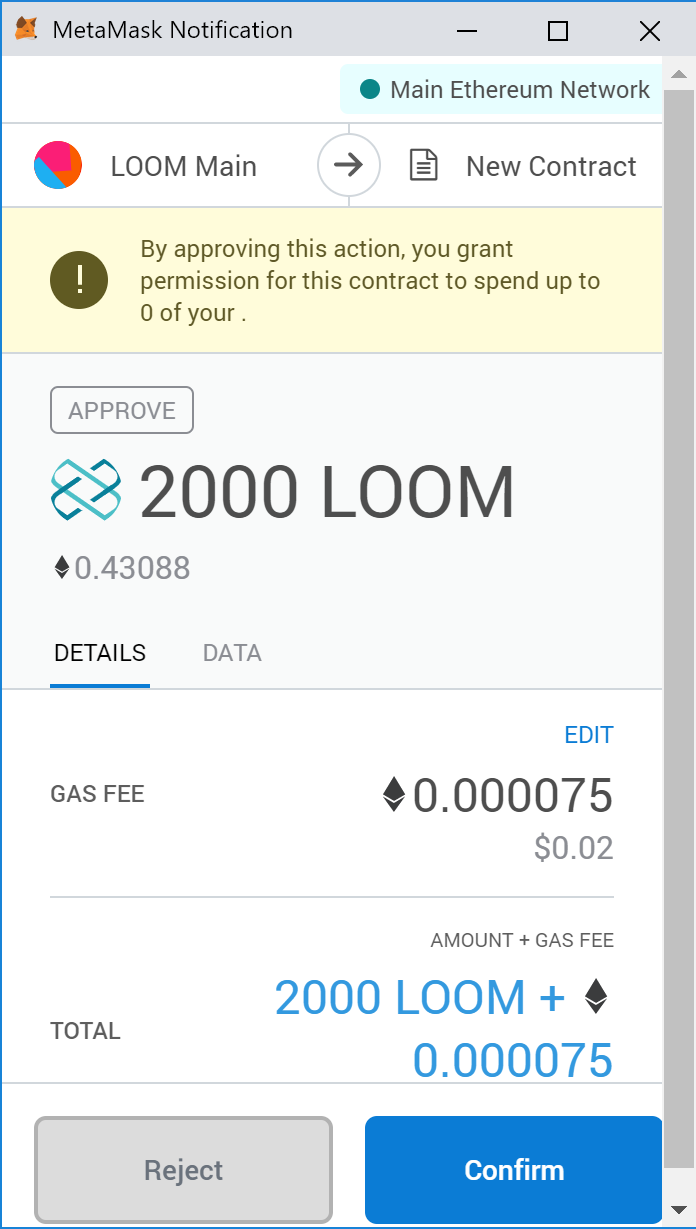 MetaMask Notification
Main Ethereum Network
LOOM Main
New Contract
By approving this action, you grant
permission for this contract to spend up to
0 of your .
APPROVE
2000 LOOM
0.43088
DETAILS DATA
EDIT
GAS FEE
0.000075
$0.02
AMOUNT + GAS FEE
2000 LOOM +
TOTAL
0.000075
Reject Confirm